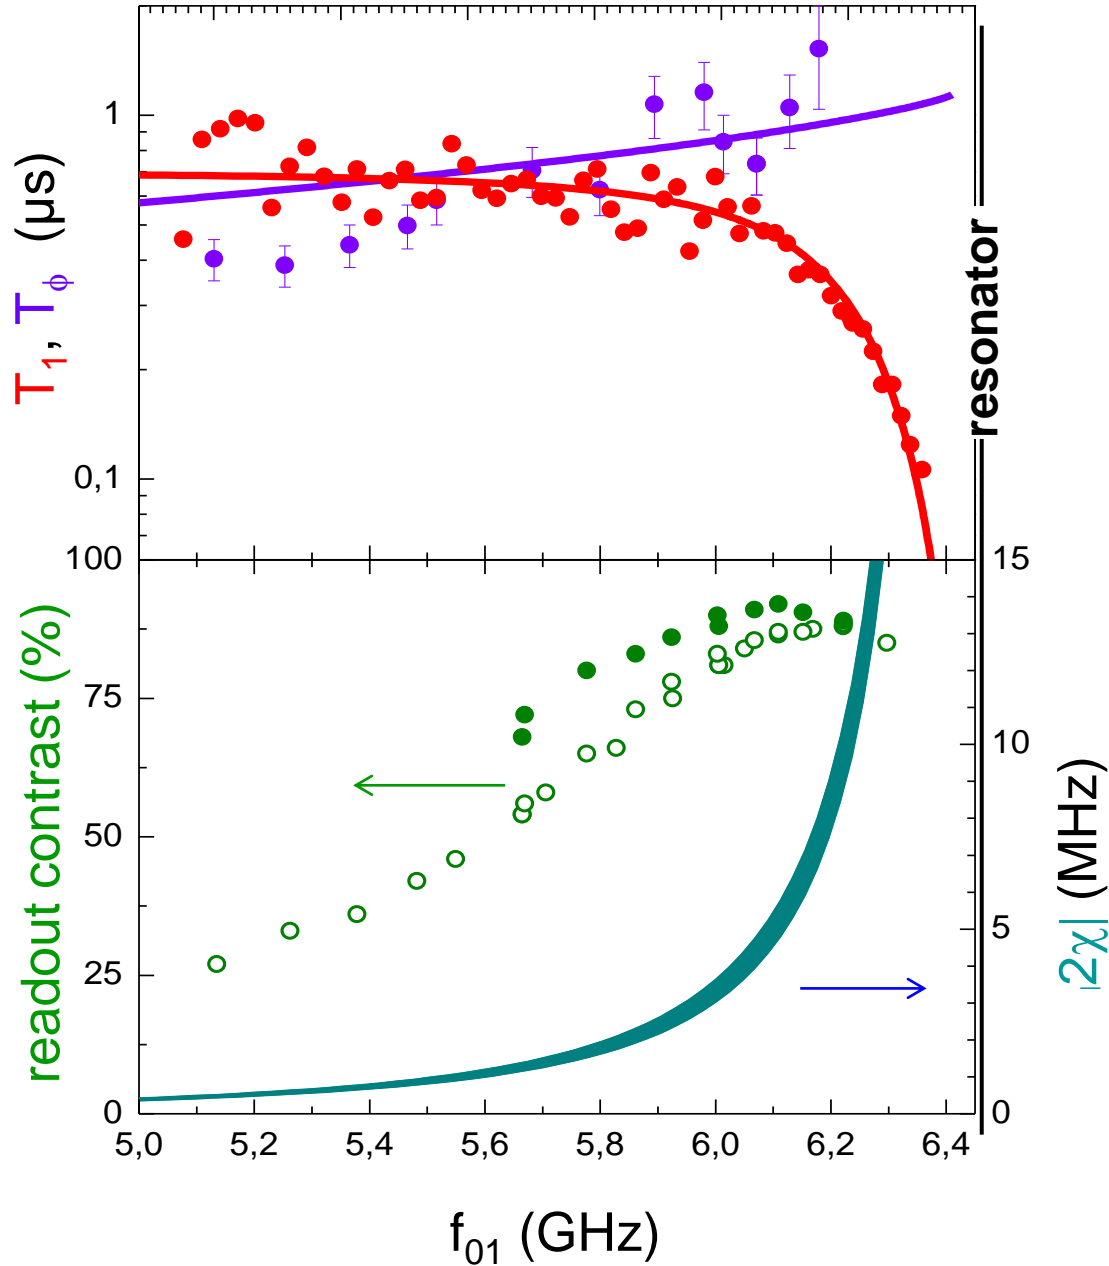 1
0,1
T1, Tϕ (µs)
resonator
100
75
50
25
0
readout contrast (%)
15
10
5
0
|2χ| (MHz)
5,0 5,2 5,4 5,6 5,8 6,0 6,2 6,4
f01 (GHz)